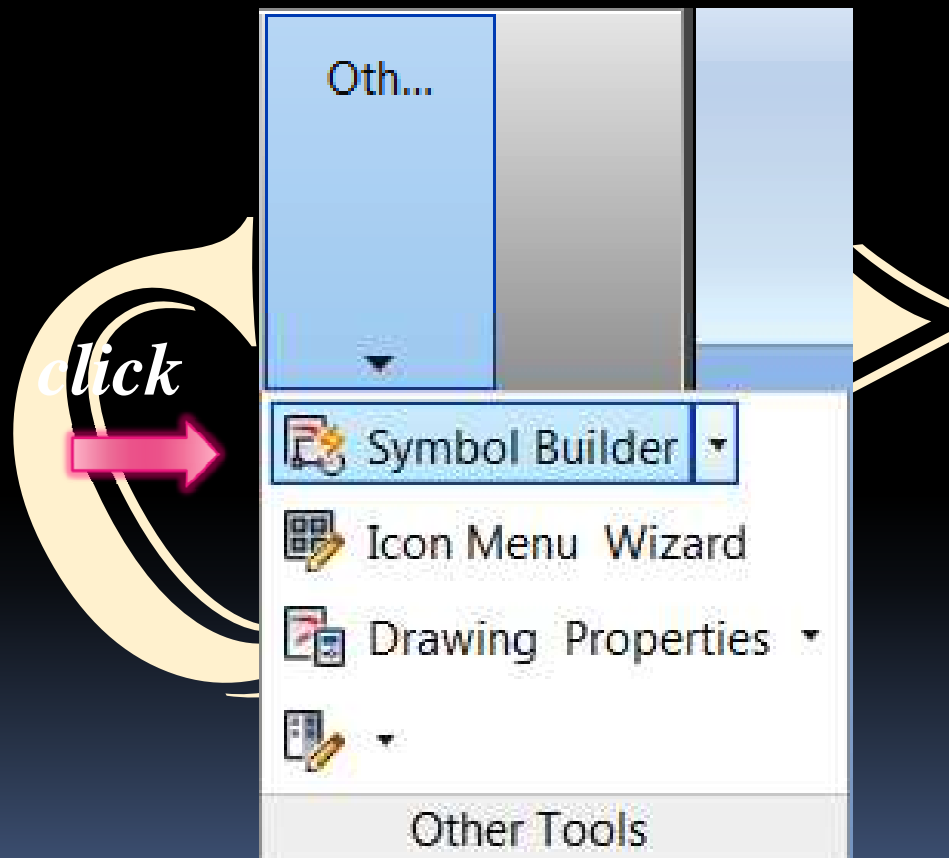 Oth...
click
Symbol Builder
Icon Menu Wizard
Drawing Properties
Other Tools